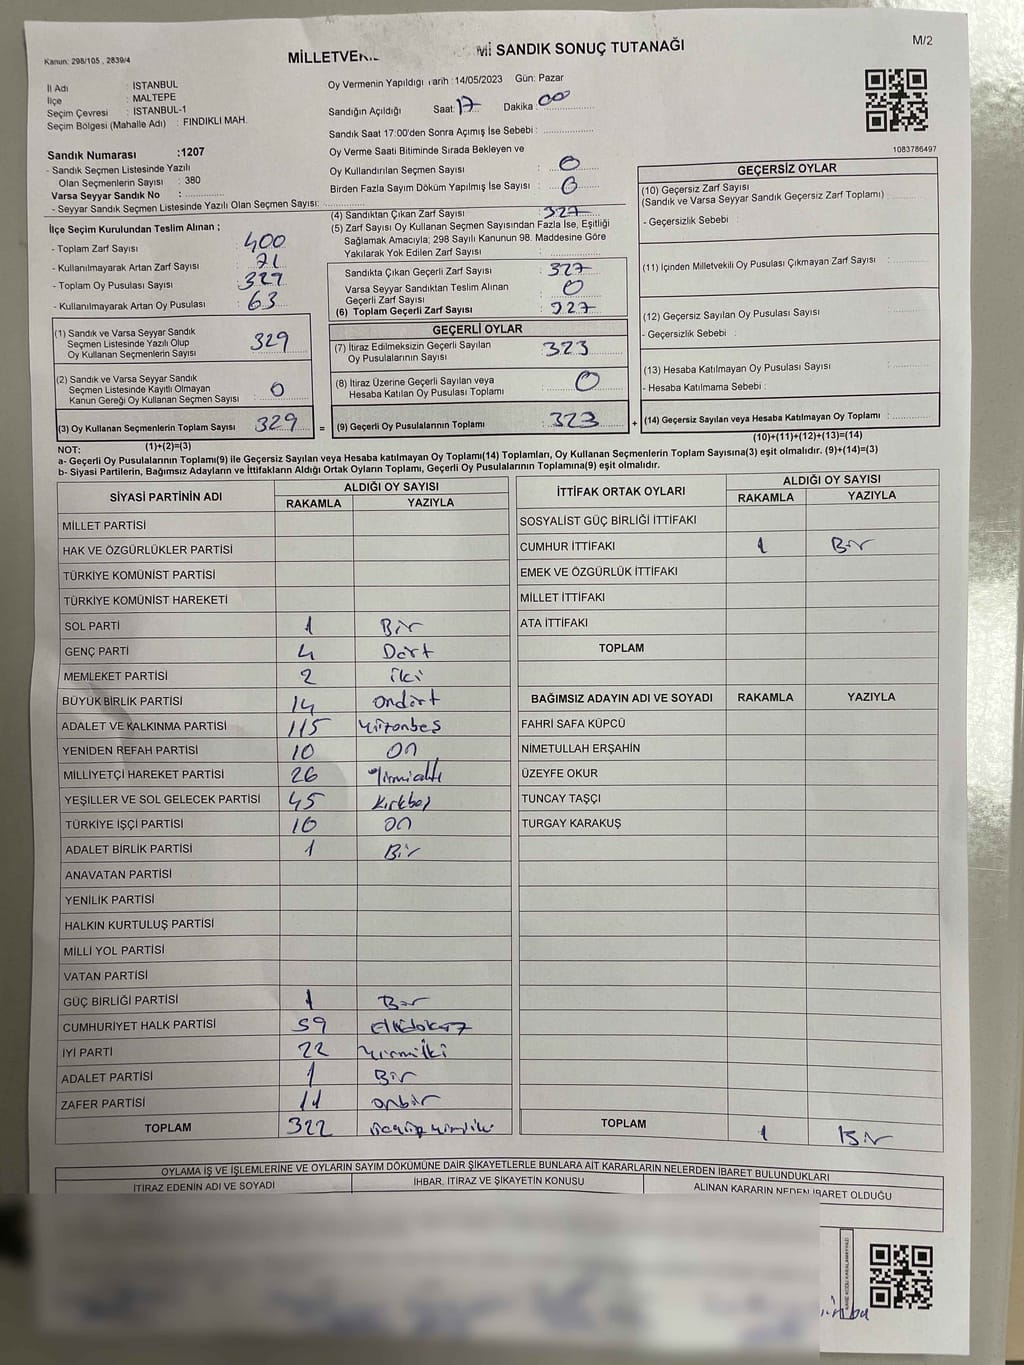 Kanun: 298/105 , 2839/4
MİLLETVEK Mİ SANDIK SONUÇ TUTANAĞI
M/2
İl Adı : İSTANBUL
İlçe : MALTEPE
Seçim Çevresi : İSTANBUL-1
Seçim Bölgesi (Mahalle Adı) : FINDIKLI MAH.
Sandık Numarası :1207
- Sandık Seçmen Listesinde Yazılı
Olan Seçmenlerin Sayısı : 380
Varsa Seyyar Sandık No :
- Seyyar Sandık Seçmen Listesinde Yazılı Olan Seçmen Sayısı:
İlçe Seçim Kurulundan Teslim Alınan ;
- Toplam Zarf Sayısı : 400
- Kullanılmayarak Artan Zarf Sayısı : 71
- Toplam Oy Pusulası Sayısı :
- Kullanılmayarak Artan Oy Pusulası : 63
(1) Sandık ve Varsa Seyyar Sandık
Seçmen Listesinde Yazılı Olup
Oy Kullanan Seçmenlerin Sayısı : 329
(2) Sandık ve Varsa Seyyar Sandık
Seçmen Listesinde Kayıtlı Olmayan
Kanun Gereği Oy Kullanan Seçmen Sayısı : 0
(3) Oy Kullanan Seçmenlerin Toplam Sayısı 329 =
Oy Vermenin Yapıldığı Tarih :14/05/2023 Gün: Pazar
Sandığın Açıldığı Saat: 17 Dakika : 00
Sandık Saat 17:00'den Sonra Açımış İse Sebebi :
Oy Verme Saati Bitiminde Sırada Bekleyen ve
Oy Kullandırılan Seçmen Sayısı : 0
Birden Fazla Sayım Döküm Yapılmış İse Sayısı : 0
(4) Sandıktan Çıkan Zarf Sayısı : 327
(5) Zarf Sayısı Oy Kullanan Seçmen Sayısından Fazla İse, Eşitliği
Sağlamak Amacıyla; 298 Sayılı Kanunun 98. Maddesine Göre
Yakılarak Yok Edilen Zarf Sayısı :
Sandıkta Çıkan Geçerli Zarf Sayısı : 327
Varsa Seyyar Sandıktan Teslim Alınan
Geçerli Zarf Sayısı : 0
(6) Toplam Geçerli Zarf Sayısı : 327
GEÇERLİ OYLAR
(7) İtiraz Edilmeksizin Geçerli Sayılan
Oy Pusulalarının Sayısı : 323
(8) İtiraz Üzerine Geçerli Sayılan veya
Hesaba Katılan Oy Pusulası Toplamı : 0
(9) Geçerli Oy Pusulalarının Toplamı : 323 +
1083786497
GEÇERSİZ OYLAR
(10) Geçersiz Zarf Sayısı
(Sandık ve Varsa Seyyar Sandık Geçersiz Zarf Toplamı) :
- Geçersizlik Sebebi :
(11) İçinden Milletvekili Oy Pusulası Çıkmayan Zarf Sayısı :
(12) Geçersiz Sayılan Oy Pusulası Sayısı :
- Geçersizlik Sebebi :
(13) Hesaba Katılmayan Oy Pusulası Sayısı :
- Hesaba Katılmama Sebebi :
(14) Geçersiz Sayılan veya Hesaba Katılmayan Oy Toplamı :
NOT: (1)+(2)=(3)
(10)+(11)+(12)+(13)=(14)
a- Geçerli Oy Pusulalarının Toplamı(9) ile Geçersiz Sayılan veya Hesaba katılmayan Oy Toplamı(14) Toplamları, Oy Kullanan Seçmenlerin Toplam Sayısına(3) eşit olmalıdır. (9)+(14)=(3)
b- Siyasi Partilerin, Bağımsız Adayların ve İttifakların Aldığı Ortak Oyların Toplamı, Geçerli Oy Pusulalarının Toplamına(9) eşit olmalıdır.
SİYASİ PARTİNİN ADI
ALDIĞI OY SAYISI
RAKAMLA YAZIYLA
MİLLET PARTİSİ
HAK VE ÖZGÜRLÜKLER PARTİSİ
TÜRKİYE KOMÜNİST PARTİSİ
TÜRKİYE KOMÜNİST HAREKETİ
SOL PARTİ 1 Bir
GENÇ PARTİ 4 Dört
MEMLEKET PARTİSİ 2 iki
BÜYÜK BİRLİK PARTİSİ 14 ondört
ADALET VE KALKINMA PARTİSİ 115 Yüzonbeş
YENİDEN REFAH PARTİSİ 10 on
MİLLİYETÇİ HAREKET PARTİSİ 26 Yirmialtı
YEŞİLLER VE SOL GELECEK PARTİSİ 45 Kırkbeş
TÜRKİYE İŞÇİ PARTİSİ 10 on
ADALET BİRLİK PARTİSİ 1 Bir
ANAVATAN PARTİSİ
YENİLİK PARTİSİ
HALKIN KURTULUŞ PARTİSİ
MİLLİ YOL PARTİSİ
VATAN PARTİSİ
GÜÇ BİRLİĞİ PARTİSİ 1 Bir
CUMHURİYET HALK PARTİSİ 59 Ellidokuz
İYİ PARTİ 22 Yirmiiki
ADALET PARTİSİ 1 Bir
ZAFER PARTİSİ 11 onbir
TOPLAM 322 üçyüzyirmiiki
İTTİFAK ORTAK OYLARI
ALDIĞI OY SAYISI
RAKAMLA YAZIYLA
SOSYALİST GÜÇ BİRLİĞİ İTTİFAKI
CUMHUR İTTİFAKI 1 Bir
EMEK VE ÖZGÜRLÜK İTTİFAKI
MİLLET İTTİFAKI
ATA İTTİFAKI
TOPLAM
BAĞIMSIZ ADAYIN ADI VE SOYADI RAKAMLA YAZIYLA
FAHRİ SAFA KÜPCÜ
NİMETULLAH ERŞAHİN
ÜZEYFE OKUR
TUNCAY TAŞÇI
TURGAY KARAKUŞ
TOPLAM 1 Bir
OYLAMA İŞ VE İŞLEMLERİNE VE OYLARIN SAYIM DÖKÜMÜNE DAİR ŞİKAYETLERLE BUNLARA AİT KARARLARIN NELERDEN İBARET BULUNDUKLARI
İTİRAZ EDENİN ADI VE SOYADI
İHBAR, İTİRAZ VE ŞİKAYETİN KONUSU
ALINAN KARARIN NEDEN İBARET OLDUĞU